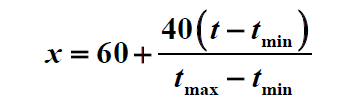 x = 60 + 40(t − t_min) / (t_max − t_min)